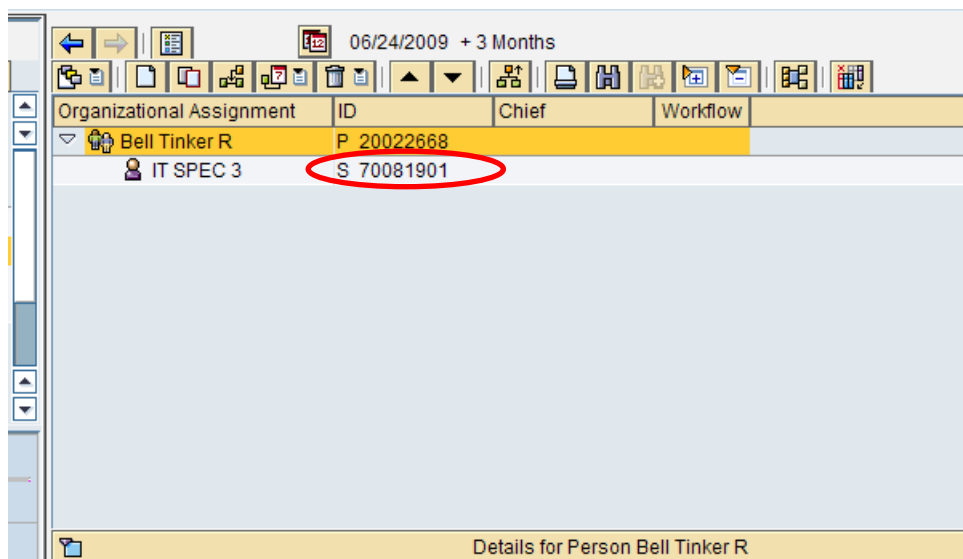 06/24/2009 + 3 Months
Organizational Assignment ID Chief Workflow
Bell Tinker R P 20022668
IT SPEC 3 S 70081901
Details for Person Bell Tinker R